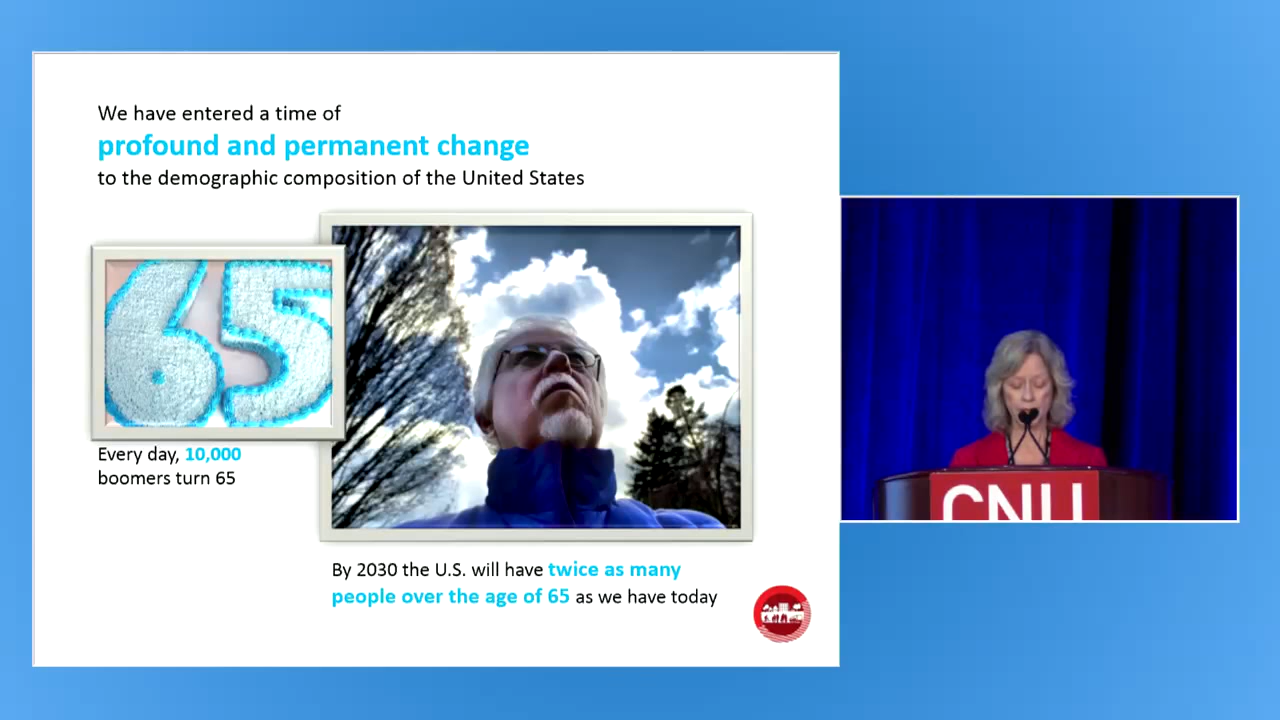 We have entered a time of
profound and permanent change
to the demographic composition of the United States
65
Every day, 10,000
boomers turn 65
By 2030 the U.S. will have twice as many
people over the age of 65 as we have today
CNU